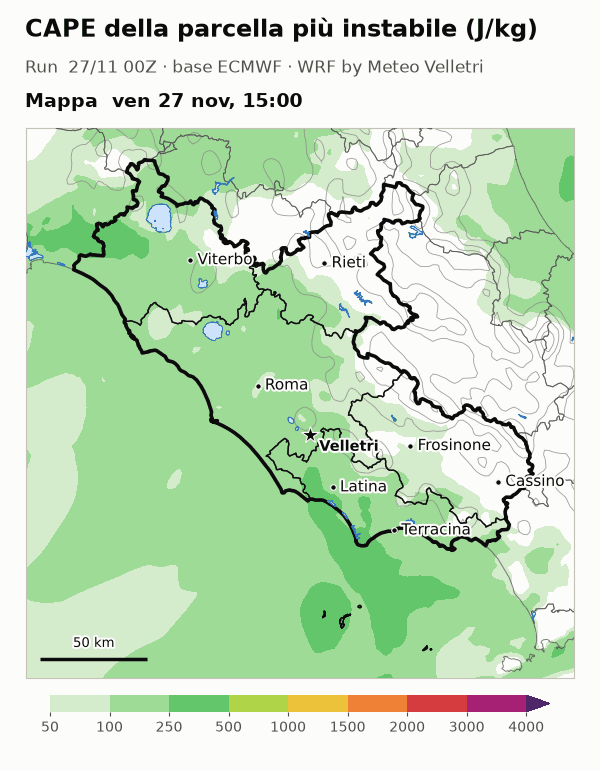 CAPE della parcella più instabile (J/kg)
Run  27/11 00Z · base ECMWF · WRF by Meteo Velletri
Mappa  ven 27 nov, 15:00
Viterbo
Rieti
Roma
Velletri
Frosinone
Cassino
Latina
Terracina
50 km
50 100 250 500 1000 1500 2000 3000 4000